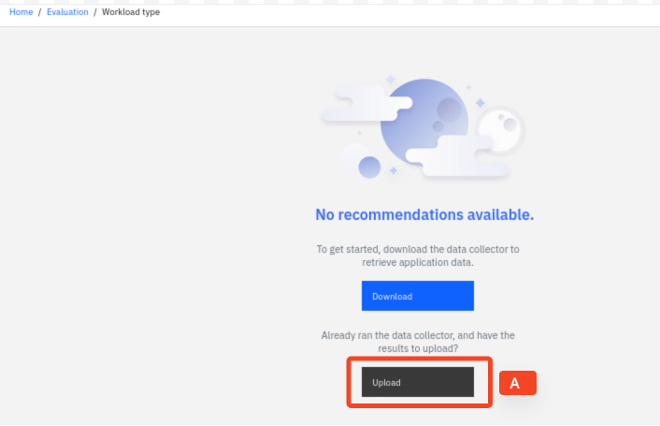 Home / Evaluation / Workload type
No recommendations available.
To get started, download the data collector to
retrieve application data.
Download
Already ran the data collector, and have the
results to upload?
Upload
A